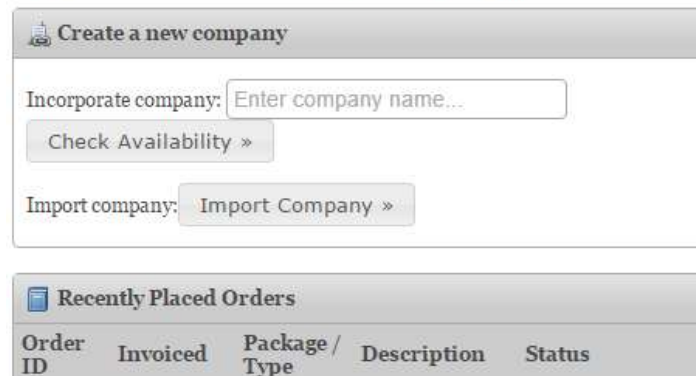 Create a new company
Incorporate company: Enter company name...
Check Availability »
Import company: Import Company »
Recently Placed Orders
Order ID Invoiced Package / Type Description Status